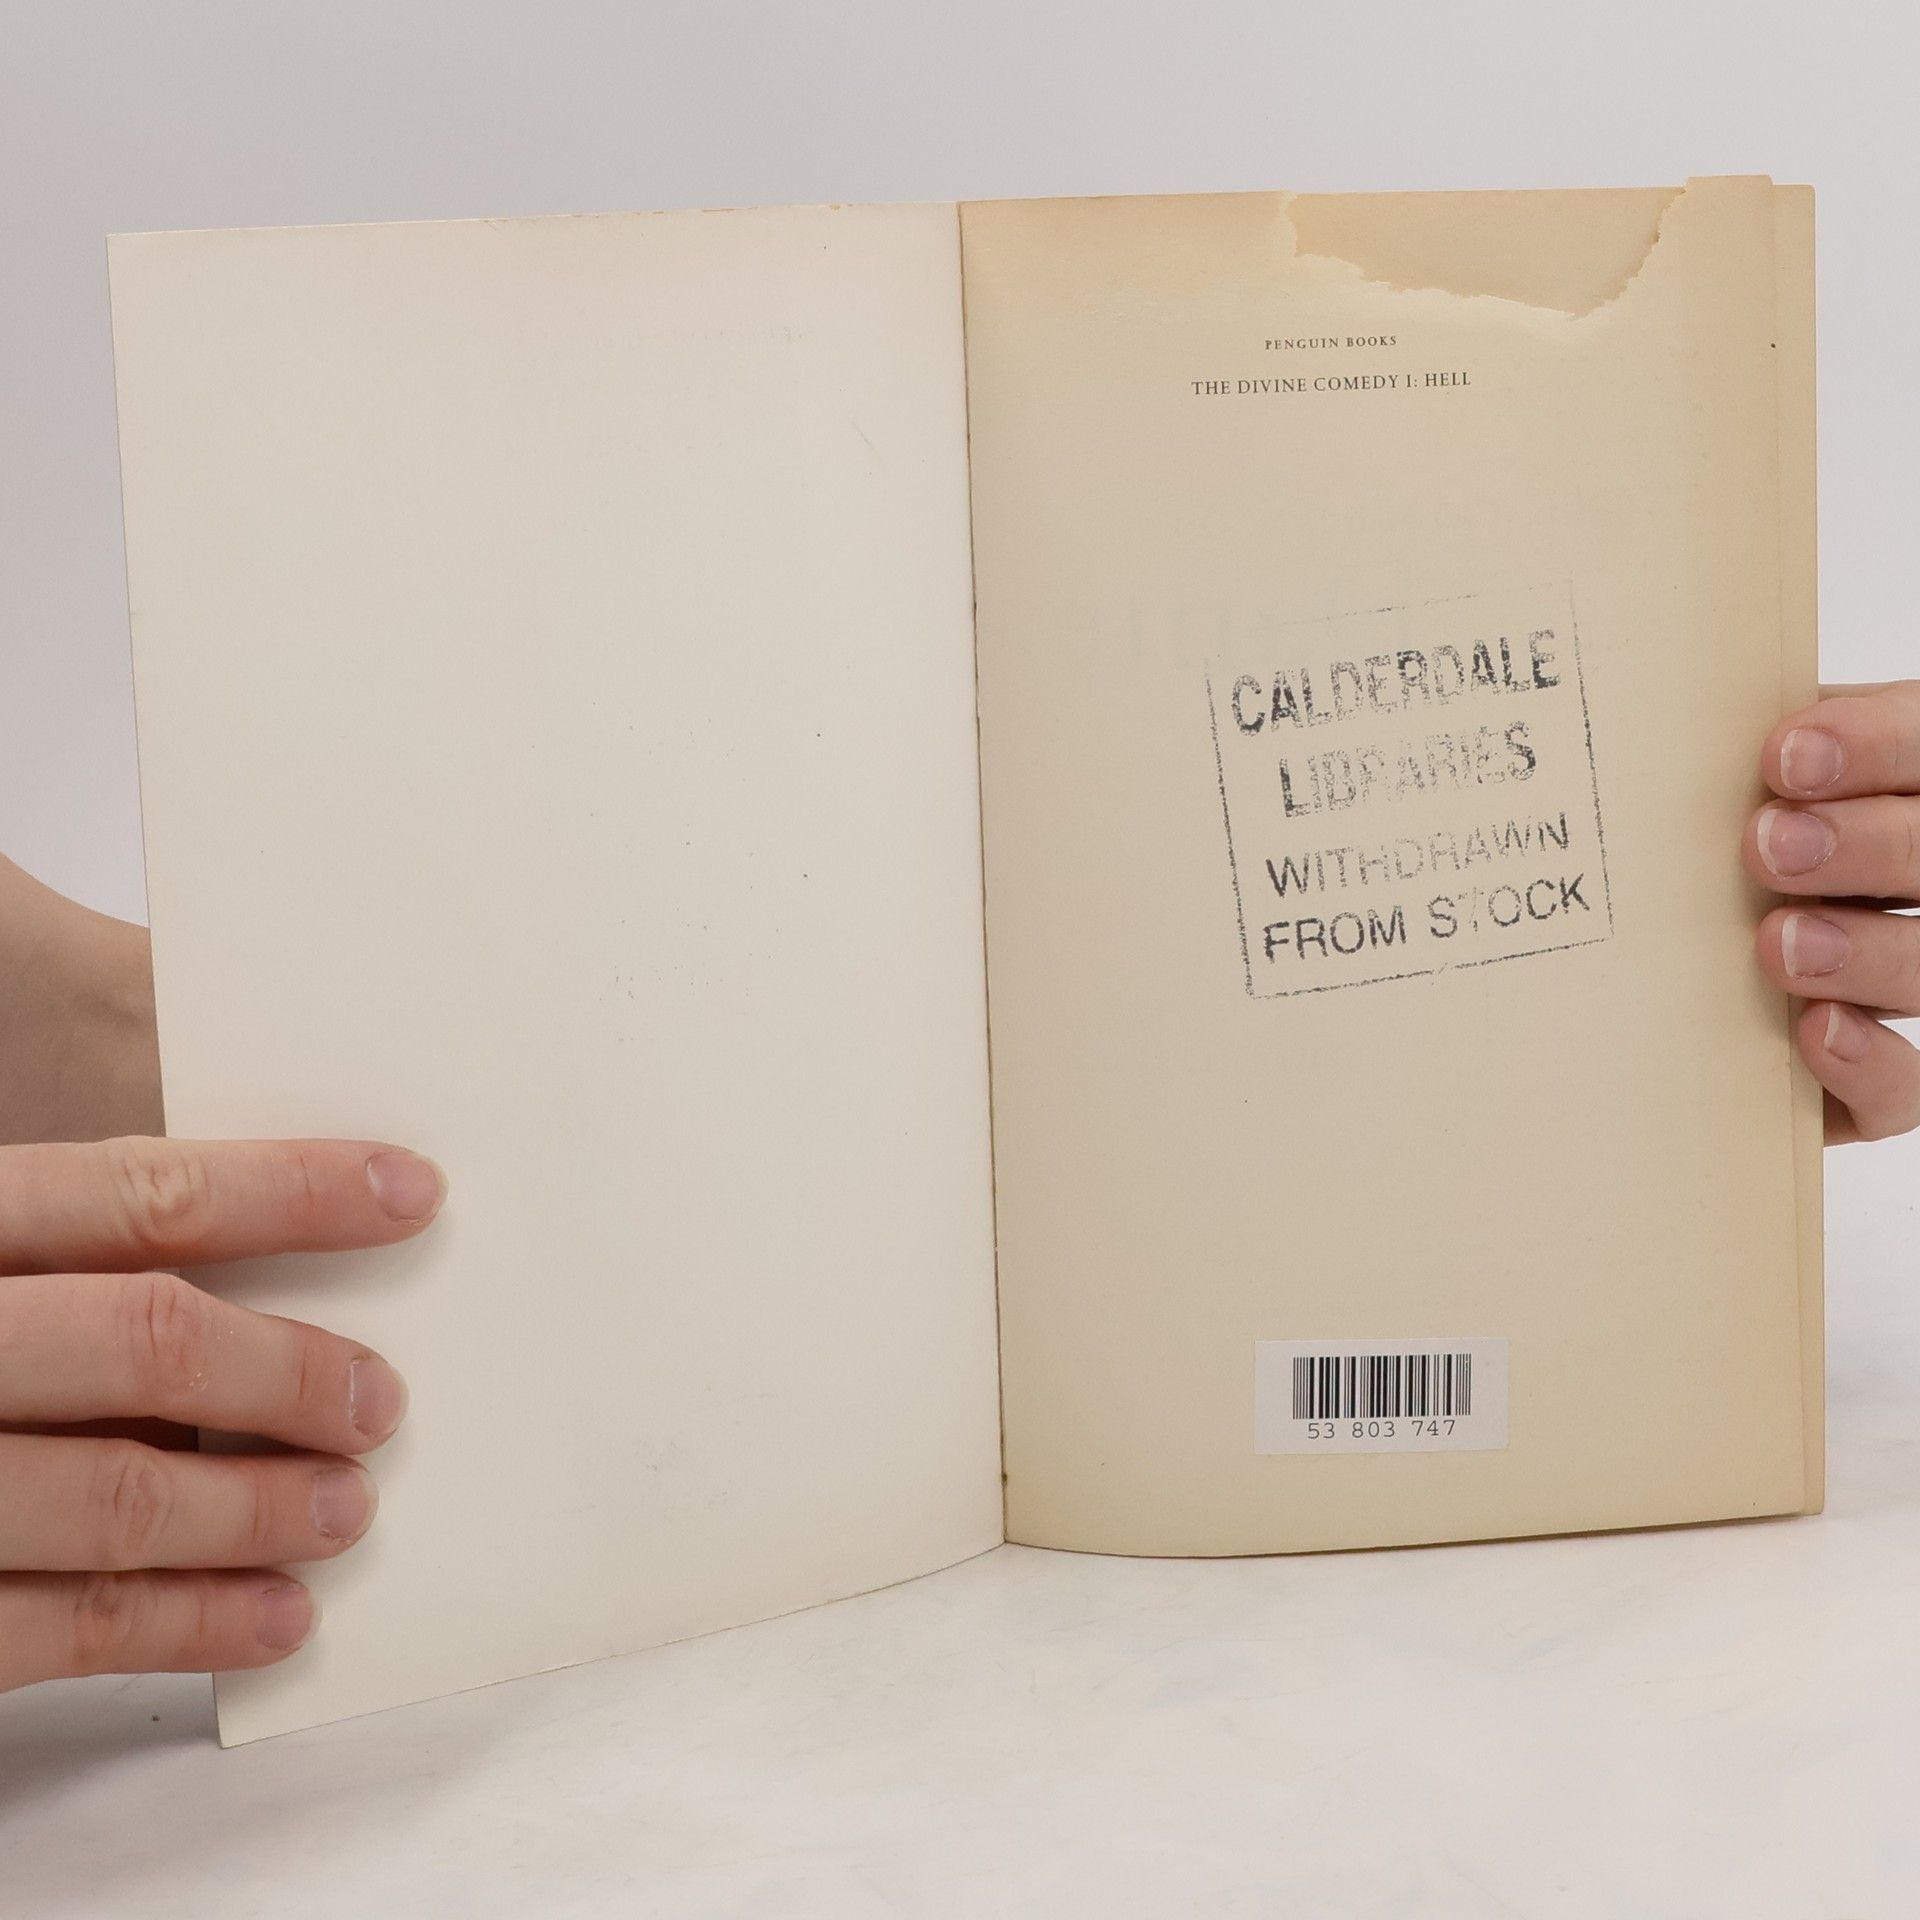 PENGUIN BOOKS
THE DIVINE COMEDY I: HELL
CALDERDALE
LIBRARIES
WITHDRAWN
FROM STOCK
53 803 747